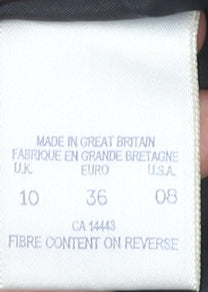 MADE IN GREAT BRITAIN
FABRIQUE EN GRANDE BRETAGNE
U.K. EURO U.S.A.
10 36 08
CA 14443
FIBRE CONTENT ON REVERSE